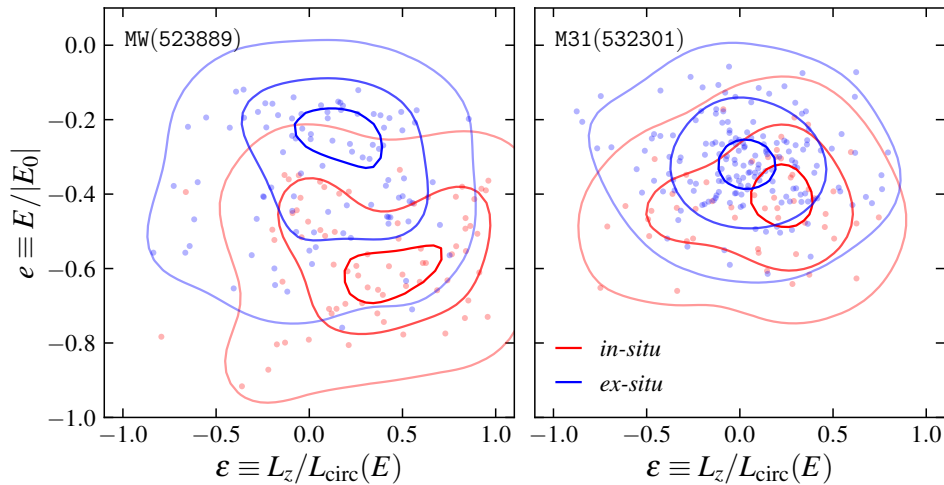 MW(523889)
M31(532301)
0.0
−0.2
−0.4
−0.6
−0.8
−1.0
e ≡ E/|E₀|
in-situ
ex-situ
−1.0 −0.5 0.0 0.5 1.0
−1.0 −0.5 0.0 0.5 1.0
ε ≡ L_z/L_circ(E)
ε ≡ L_z/L_circ(E)